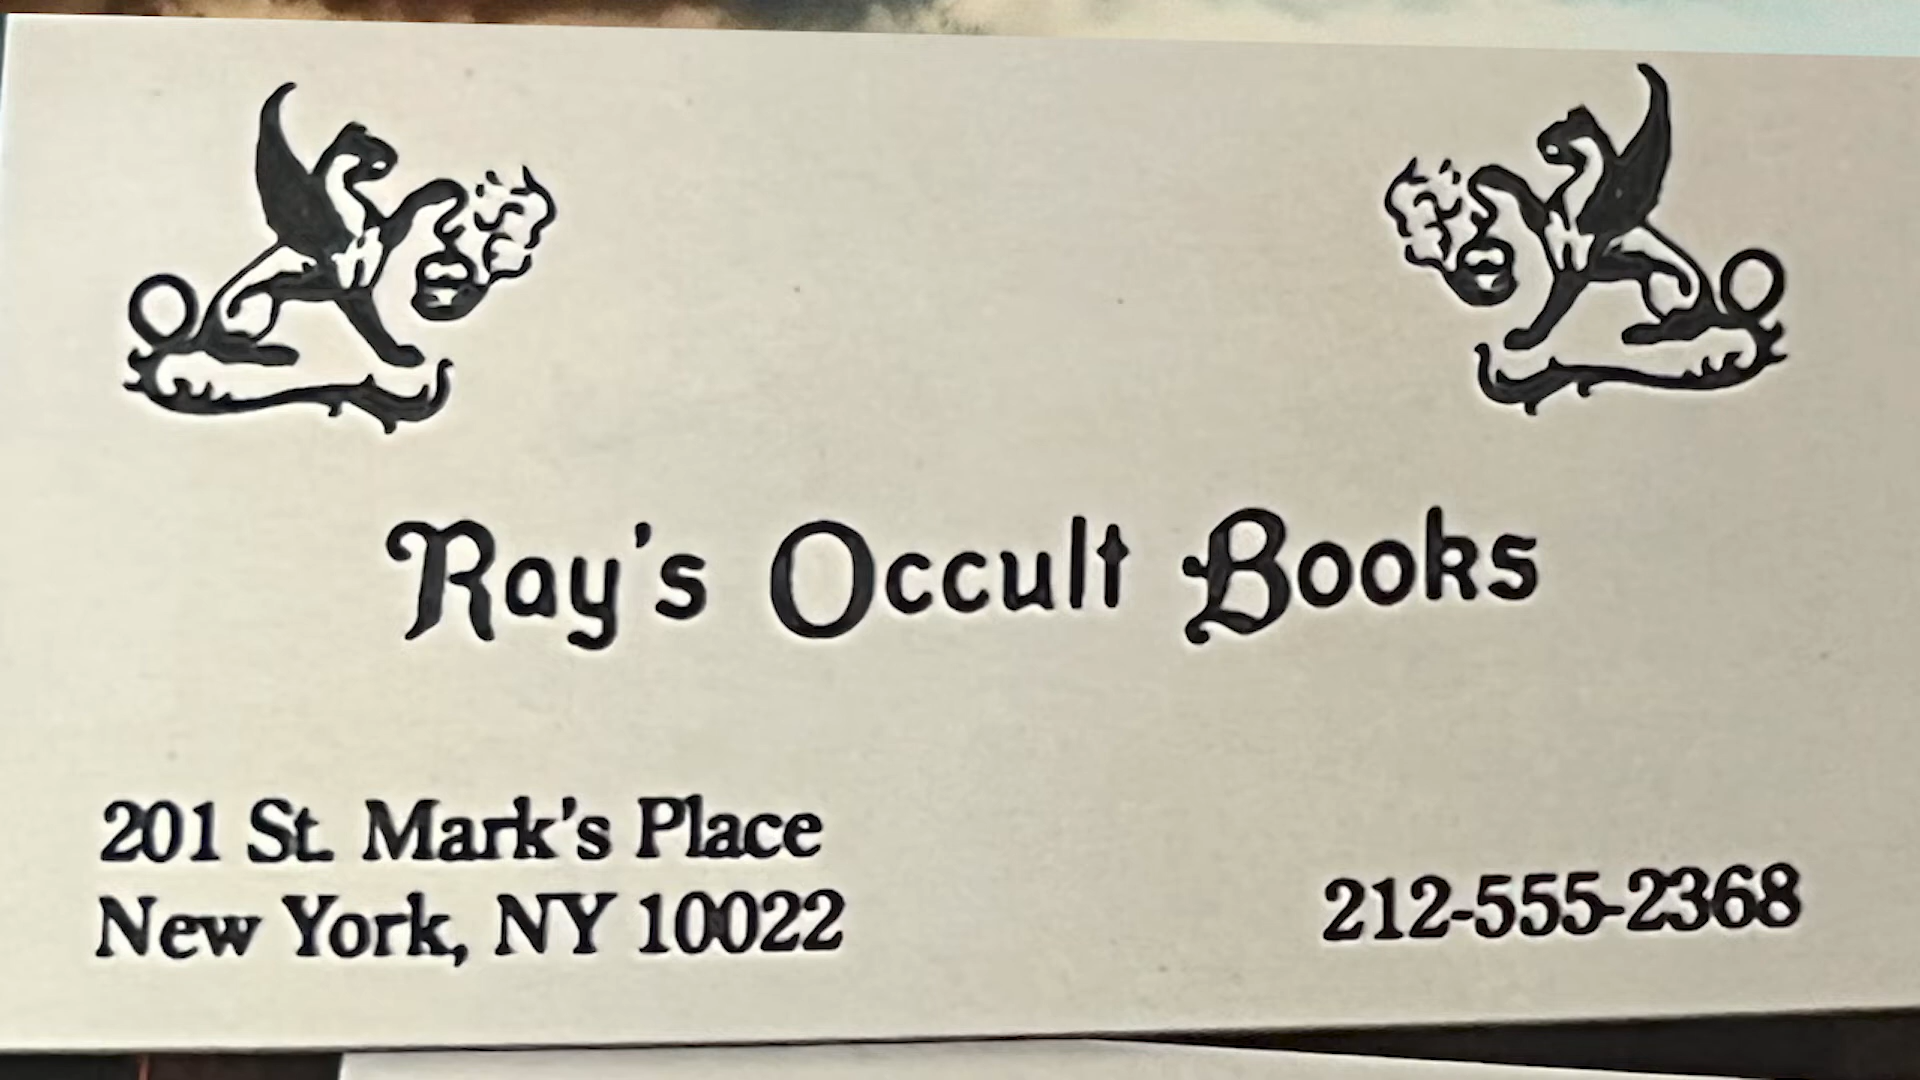 Ray's Occult Books
201 St. Mark's Place
New York, NY 10022
212-555-2368